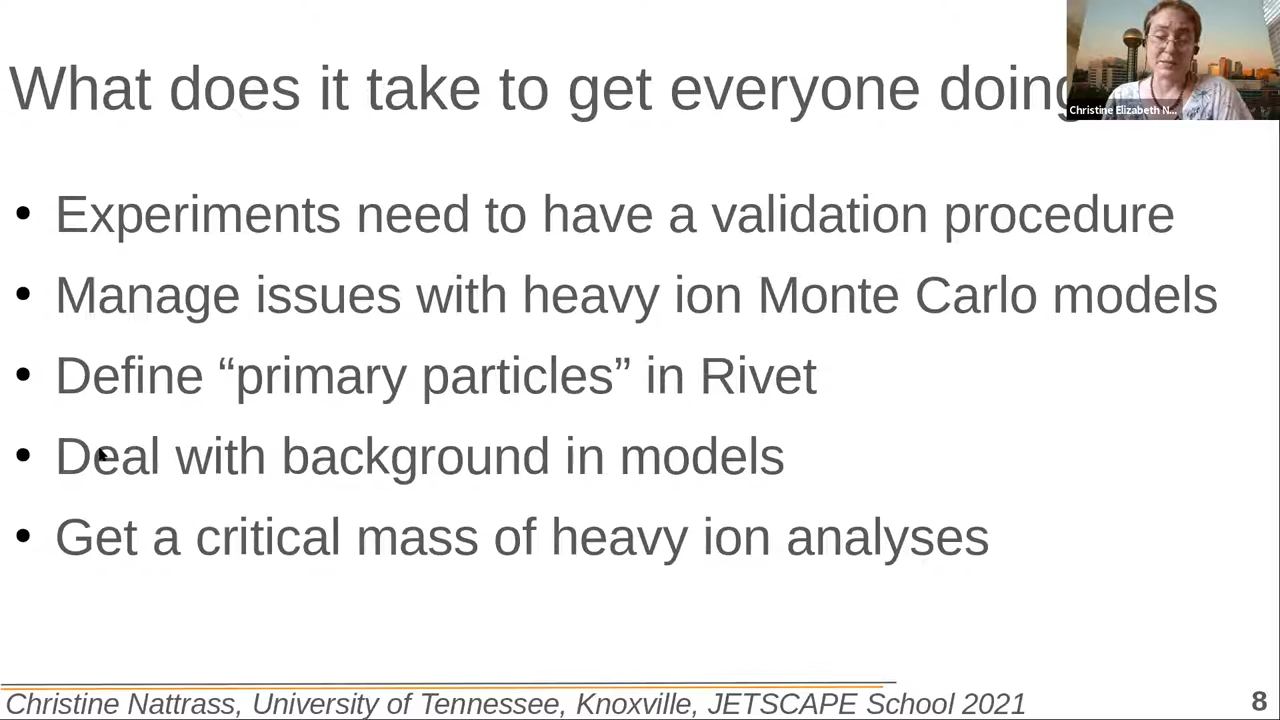 What does it take to get everyone doing
Christine Elizabeth N...
• Experiments need to have a validation procedure
• Manage issues with heavy ion Monte Carlo models
• Define “primary particles” in Rivet
• Deal with background in models
• Get a critical mass of heavy ion analyses
Christine Nattrass, University of Tennessee, Knoxville, JETSCAPE School 2021
8